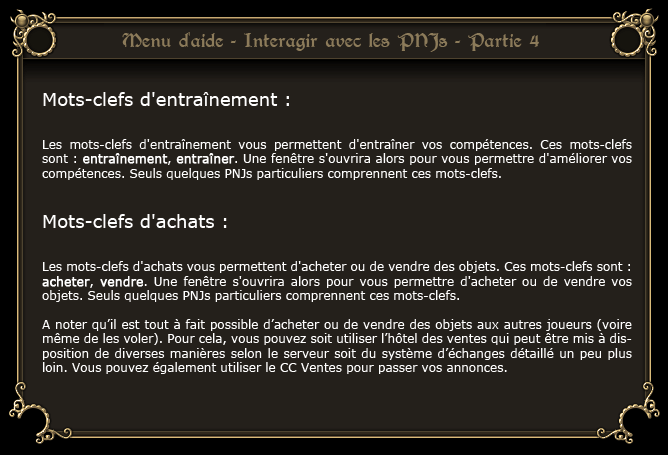 Menu d'aide - Interagir avec les PNJs - Partie 4
Mots-clefs d'entraînement :
Les mots-clefs d'entraînement vous permettent d'entraîner vos compétences. Ces mots-clefs
sont : entraînement, entraîner. Une fenêtre s'ouvrira alors pour vous permettre d'améliorer vos
compétences. Seuls quelques PNJs particuliers comprennent ces mots-clefs.
Mots-clefs d'achats :
Les mots-clefs d'achats vous permettent d'acheter ou de vendre des objets. Ces mots-clefs sont :
acheter, vendre. Une fenêtre s'ouvrira alors pour vous permettre d'acheter ou de vendre vos
objets. Seuls quelques PNJs particuliers comprennent ces mots-clefs.
A noter qu’il est tout à fait possible d’acheter ou de vendre des objets aux autres joueurs (voire
même de les voler). Pour cela, vous pouvez soit utiliser l’hôtel des ventes qui peut être mis à dis-
position de diverses manières selon le serveur soit du système d’échanges détaillé un peu plus
loin. Vous pouvez également utiliser le CC Ventes pour passer vos annonces.